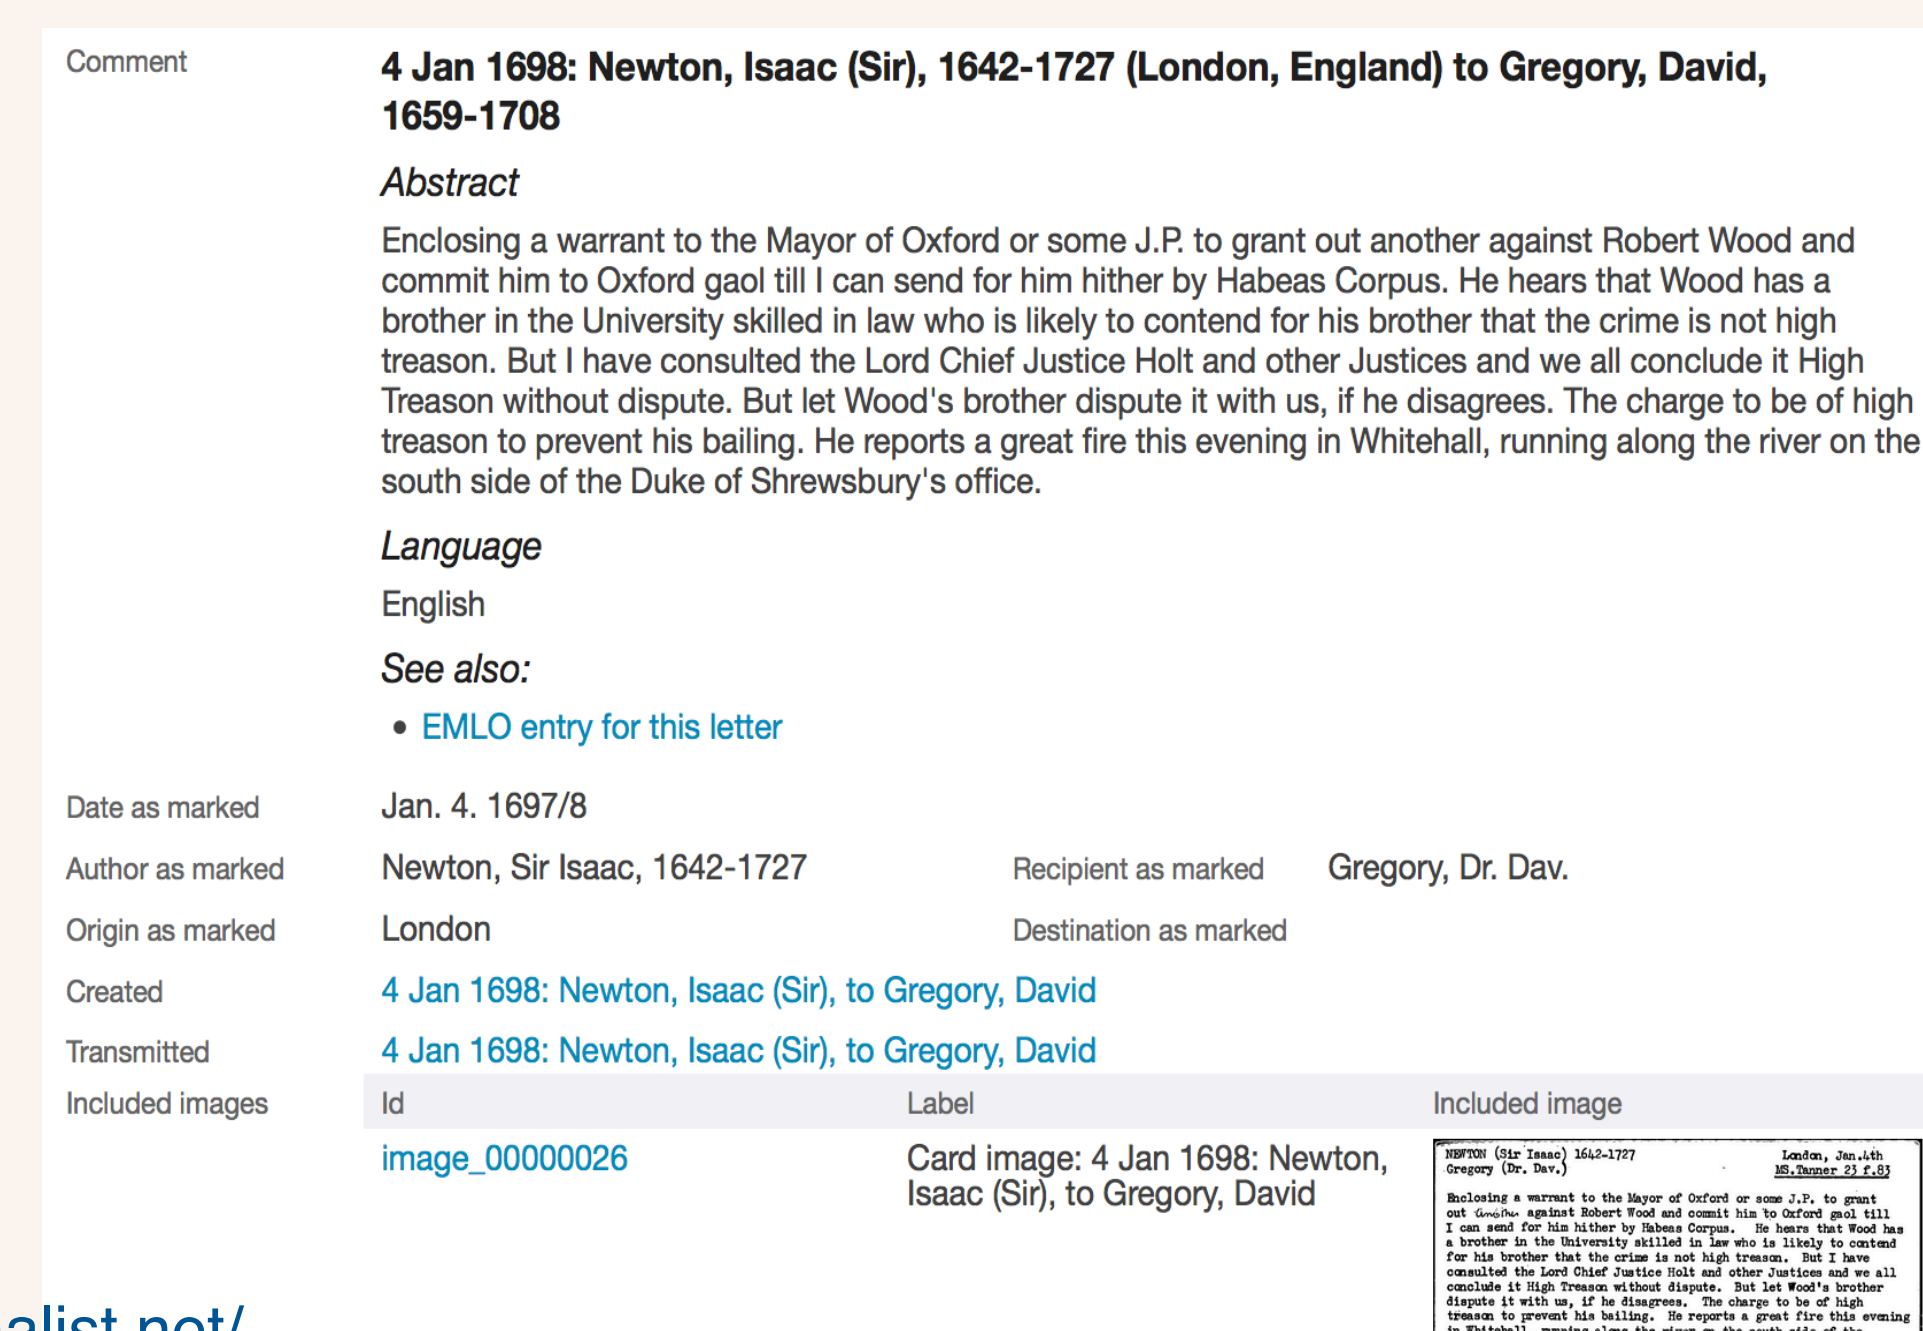 Comment
4 Jan 1698: Newton, Isaac (Sir), 1642-1727 (London, England) to Gregory, David,
1659-1708
Abstract
Enclosing a warrant to the Mayor of Oxford or some J.P. to grant out another against Robert Wood and
commit him to Oxford gaol till I can send for him hither by Habeas Corpus. He hears that Wood has a
brother in the University skilled in law who is likely to contend for his brother that the crime is not high
treason. But I have consulted the Lord Chief Justice Holt and other Justices and we all conclude it High
Treason without dispute. But let Wood's brother dispute it with us, if he disagrees. The charge to be of high
treason to prevent his bailing. He reports a great fire this evening in Whitehall, running along the river on the
south side of the Duke of Shrewsbury's office.
Language
English
See also:
• EMLO entry for this letter
Date as marked Jan. 4. 1697/8
Author as marked Newton, Sir Isaac, 1642-1727 Recipient as marked Gregory, Dr. Dav.
Origin as marked London Destination as marked
Created 4 Jan 1698: Newton, Isaac (Sir), to Gregory, David
Transmitted 4 Jan 1698: Newton, Isaac (Sir), to Gregory, David
Included images Id Label Included image
image_00000026 Card image: 4 Jan 1698: Newton,
Isaac (Sir), to Gregory, David
NEWTON (Sir Isaac) 1642-1727 London, Jan.4th
Gregory (Dr. Dav.) MS.Tanner 23 f.83
Enclosing a warrant to the Mayor of Oxford or some J.P. to grant
out another against Robert Wood and commit him to Oxford gaol till
I can send for him hither by Habeas Corpus. He hears that Wood has
a brother in the University skilled in law who is likely to contend
for his brother that the crime is not high treason. But I have
consulted the Lord Chief Justice Holt and other Justices and we all
conclude it High Treason without dispute. But let Wood's brother
dispute it with us, if he disagrees. The charge to be of high
treason to prevent his bailing. He reports a great fire this evening
in Whitehall, running along the river on the south side of the
alist.net/